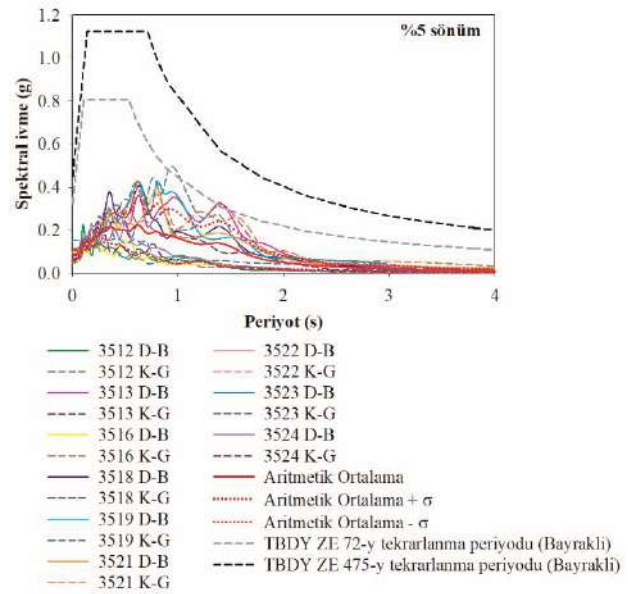 %5 sönüm
Spektral ivme (g)
1.2
1.0
0.8
0.6
0.4
0.2
0.0
0 1 2 3 4
Periyot (s)
3512 D-B
3512 K-G
3513 D-B
3513 K-G
3516 D-B
3516 K-G
3518 D-B
3518 K-G
3519 D-B
3519 K-G
3521 D-B
3521 K-G
3522 D-B
3522 K-G
3523 D-B
3523 K-G
3524 D-B
3524 K-G
Aritmetik Ortalama
Aritmetik Ortalama + σ
Aritmetik Ortalama - σ
TBDY ZE 72-y tekrarlanma periyodu (Bayrakli)
TBDY ZE 475-y tekrarlanma periyodu (Bayrakli)